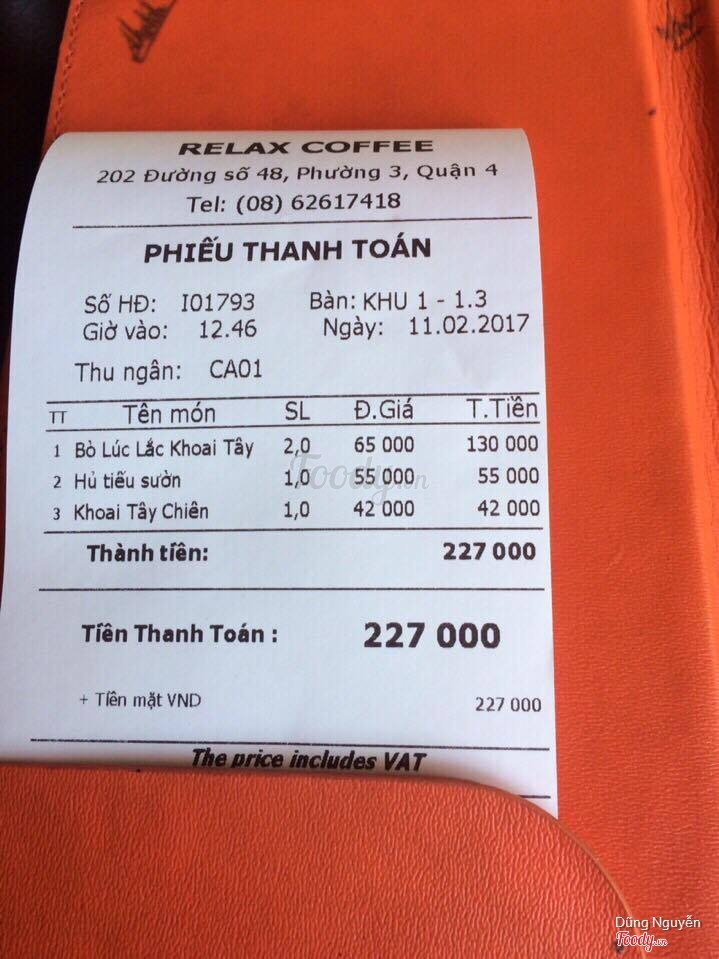 RELAX COFFEE
202 Đường số 48, Phường 3, Quận 4
Tel: (08) 62617418
PHIẾU THANH TOÁN
Số HĐ: I01793 Bàn: KHU 1 - 1.3
Giờ vào: 12.46 Ngày: 11.02.2017
Thu ngân: CA01
TT Tên món SL Đ.Giá T.Tiền
1 Bò Lúc Lắc Khoai Tây 2,0 65 000 130 000
2 Hủ tiếu sườn 1,0 55 000 55 000
3 Khoai Tây Chiên 1,0 42 000 42 000
Foody.vn
Thành tiền: 227 000
Tiền Thanh Toán : 227 000
+ Tiền mặt VND 227 000
The price includes VAT
Dũng Nguyễn
Foody.vn